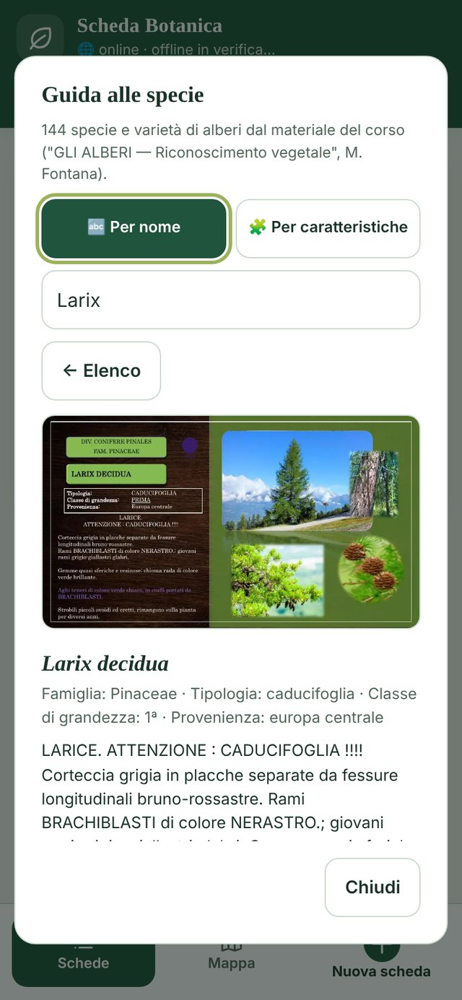 Scheda Botanica
online · offline in verifica...
Guida alle specie
144 specie e varietà di alberi dal materiale del corso
("GLI ALBERI — Riconoscimento vegetale", M.
Fontana).
abc Per nome
Per caratteristiche
Larix
← Elenco
DIV. CONIFERE PINALES
FAM. PINACEAE
LARIX DECIDUA
Tipologia: CADUCIFOGLIA
Classe di grandezza: PRIMA
Provenienza: Europa centrale
LARICE.
ATTENZIONE : CADUCIFOGLIA !!!!
Corteccia grigia in placche separate da fessure
longitudinali bruno-rossastre.
Rami BRACHIBLASTI di colore NERASTRO.: giovani
rami grigio-giallastri glabri.
Gemme quasi sferiche e resinose: chioma rada di colore
verde brillante.
Aghi teneri di colore verde chiaro, in ciuffi portati da
BRACHIBLASTI.
Strobili piccoli ovoidi ed eretti, rimangono sulla pianta
per diversi anni.
Larix decidua
Famiglia: Pinaceae · Tipologia: caducifoglia · Classe
di grandezza: 1ª · Provenienza: europa centrale
LARICE. ATTENZIONE : CADUCIFOGLIA !!!!
Corteccia grigia in placche separate da fessure
longitudinali bruno-rossastre. Rami
BRACHIBLASTI di colore NERASTRO.; giovani
Chiudi
Schede
Mappa
Nuova scheda